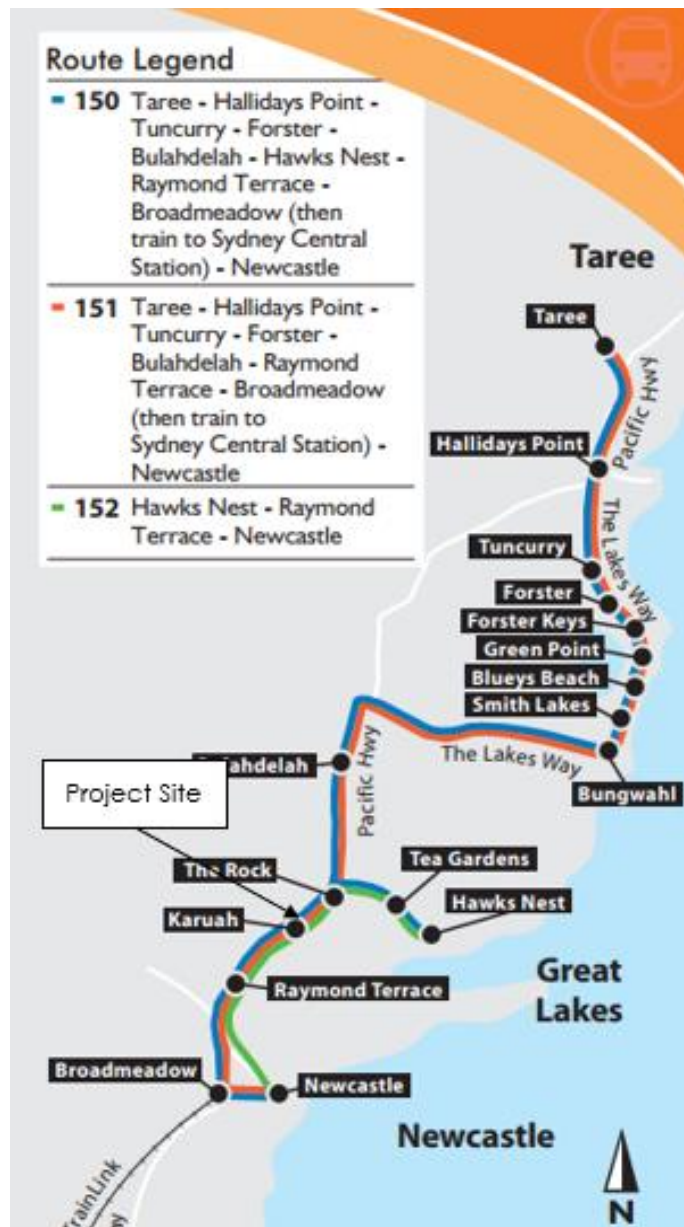 Route Legend
150 Taree - Hallidays Point -
Tuncurry - Forster -
Bulahdelah - Hawks Nest -
Raymond Terrace -
Broadmeadow (then
train to Sydney Central
Station) - Newcastle
151 Taree - Hallidays Point -
Tuncurry - Forster -
Bulahdelah - Raymond
Terrace - Broadmeadow
(then train to
Sydney Central Station) -
Newcastle
152 Hawks Nest - Raymond
Terrace - Newcastle
Taree
Taree
Pacific Hwy
Hallidays Point
The Lakes Way
Tuncurry
Forster
Forster Keys
Green Point
Blueys Beach
Smith Lakes
The Lakes Way
Bungwahl
Pacific Hwy
Project Site
The Rock
Tea Gardens
Karuah
Hawks Nest
Great
Lakes
Raymond Terrace
Broadmeadow
Newcastle
Newcastle
TrainLink
N